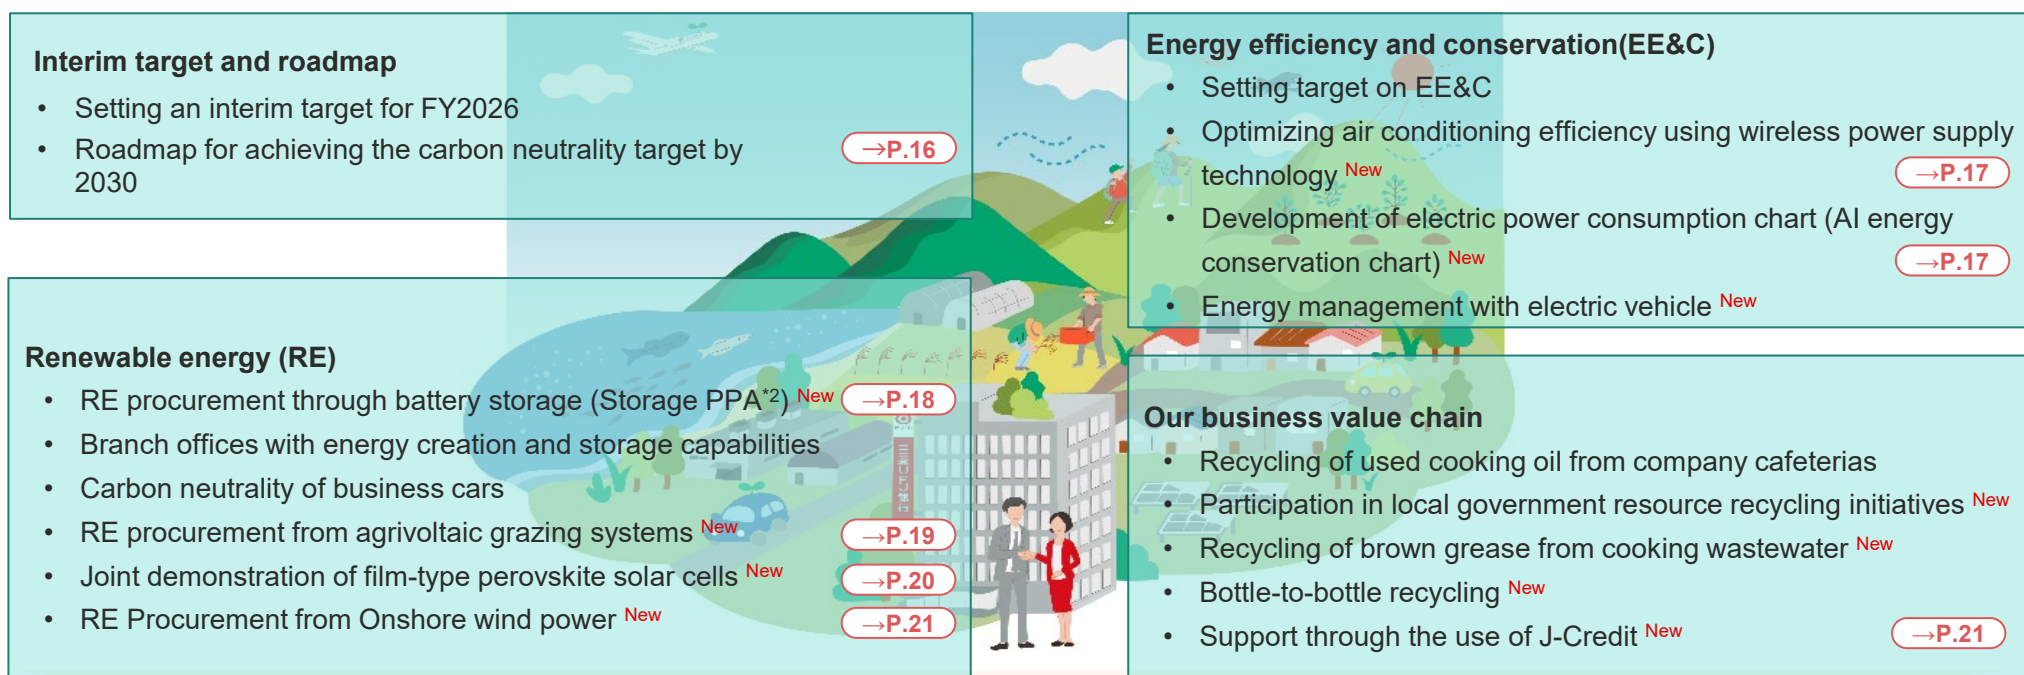 Interim target and roadmap
• Setting an interim target for FY2026
• Roadmap for achieving the carbon neutrality target by
2030
→P.16
Renewable energy (RE)
• RE procurement through battery storage (Storage PPA*2) New →P.18
• Branch offices with energy creation and storage capabilities
• Carbon neutrality of business cars
• RE procurement from agrivoltaic grazing systems New →P.19
• Joint demonstration of film-type perovskite solar cells New →P.20
• RE Procurement from Onshore wind power New →P.21
三菱UFJ銀行
Energy efficiency and conservation(EE&C)
• Setting target on EE&C
• Optimizing air conditioning efficiency using wireless power supply
technology New →P.17
• Development of electric power consumption chart (AI energy
conservation chart) New →P.17
• Energy management with electric vehicle New
Our business value chain
• Recycling of used cooking oil from company cafeterias
• Participation in local government resource recycling initiatives New
• Recycling of brown grease from cooking wastewater New
• Bottle-to-bottle recycling New
• Support through the use of J-Credit New →P.21